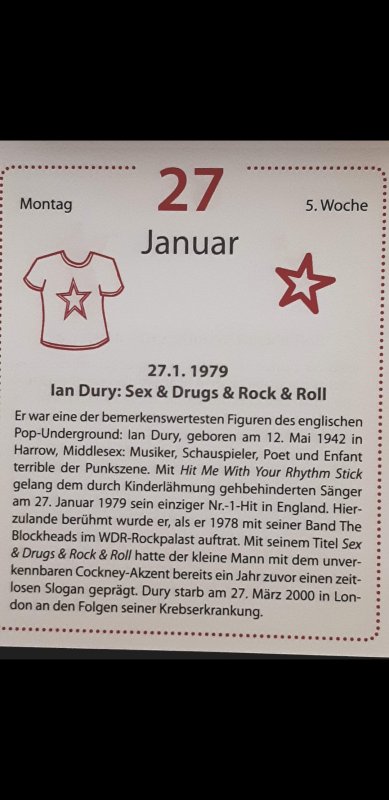 27
Montag
5. Woche
Januar
27.1. 1979
Ian Dury: Sex & Drugs & Rock & Roll
Er war eine der bemerkenswertesten Figuren des englischen
Pop-Underground: Ian Dury, geboren am 12. Mai 1942 in
Harrow, Middlesex: Musiker, Schauspieler, Poet und Enfant
terrible der Punkszene. Mit Hit Me With Your Rhythm Stick
gelang dem durch Kinderlähmung gehbehinderten Sänger
am 27. Januar 1979 sein einziger Nr.-1-Hit in England. Hier-
zulande berühmt wurde er, als er 1978 mit seiner Band The
Blockheads im WDR-Rockpalast auftrat. Mit seinem Titel Sex
& Drugs & Rock & Roll hatte der kleine Mann mit dem unver-
kennbaren Cockney-Akzent bereits ein Jahr zuvor einen zeit-
losen Slogan geprägt. Dury starb am 27. März 2000 in Lon-
don an den Folgen seiner Krebserkrankung.